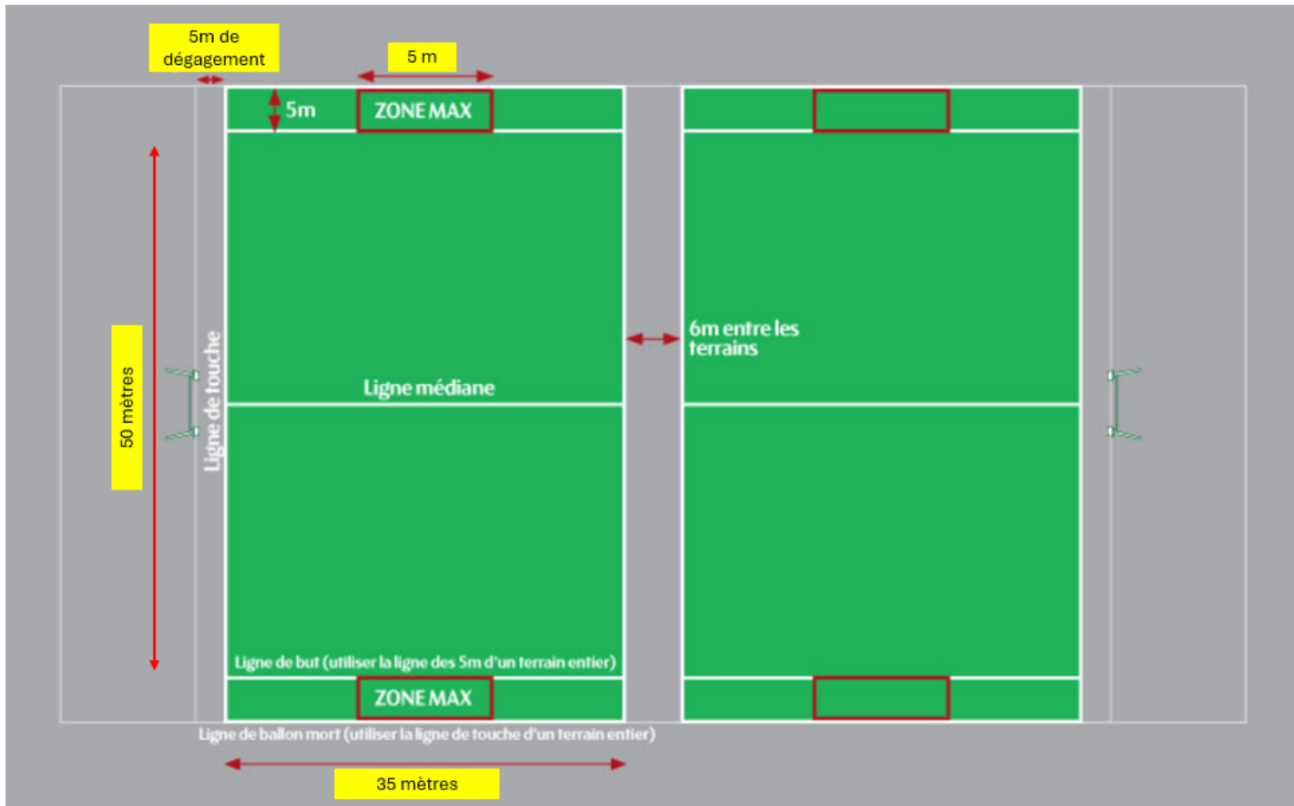 5m de
dégagement
5 m
5m
ZONE MAX
50 mètres
Ligne de touche
6m entre les
terrains
Ligne médiane
Ligne de but (utiliser la ligne des 5m d'un terrain entier)
ZONE MAX
Ligne de ballon mort (utiliser la ligne de touche d'un terrain entier)
35 mètres